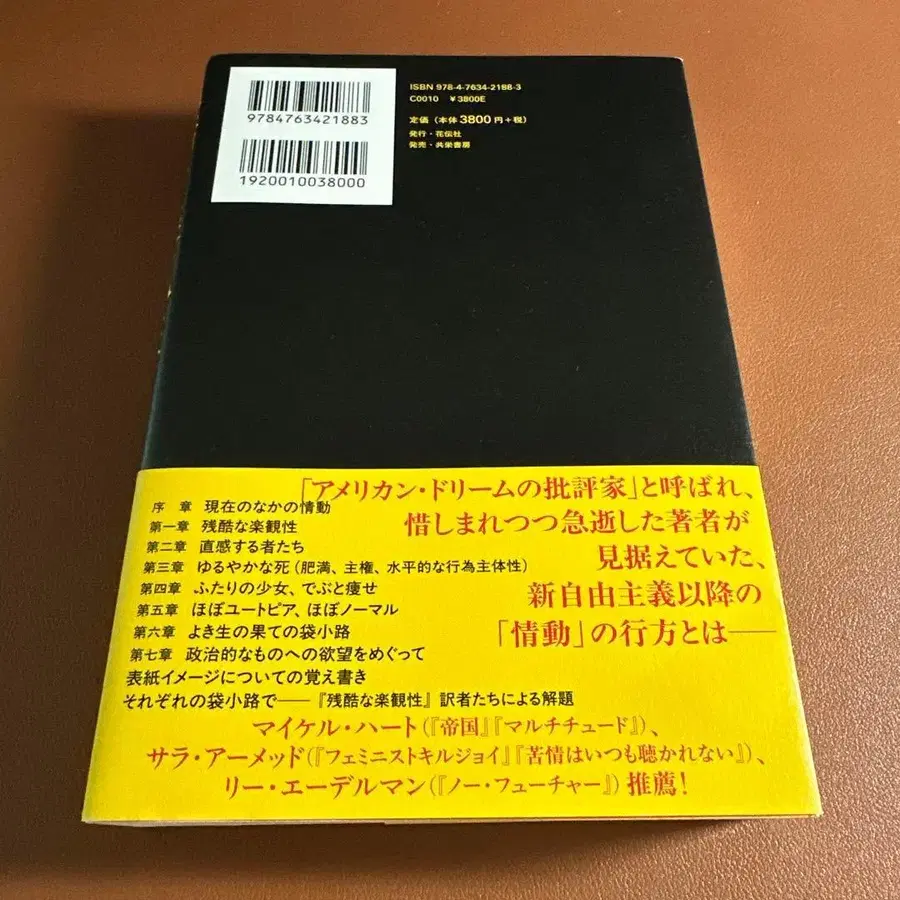 9784763421883
1920010038000
ISBN 978-4-7634-2188-3
C0010 ¥3800E
定価（本体3800円+税）
発行・花伝社
発売・共栄書房
「アメリカン・ドリームの批評家」と呼ばれ、
惜しまれつつ急逝した著者が
見据えていた、
新自由主義以降の
「情動」の行方とは──
序 章 現在のなかの情動
第一章 残酷な楽観性
第二章 直感する者たち
第三章 ゆるやかな死（肥満、主権、水平的な行為主体性）
第四章 ふたりの少女、でぶと痩せ
第五章 ほぼユートピア、ほぼノーマル
第六章 よき生の果ての袋小路
第七章 政治的なものへの欲望をめぐって
表紙イメージについての覚え書き
それぞれの袋小路で──『残酷な楽観性』訳者たちによる解題
マイケル・ハート（『帝国』『マルチチュード』）、
サラ・アーメッド（『フェミニストキルジョイ』『苦情はいつも聴かれない』）、
リー・エーデルマン（『ノー・フューチャー』）推薦！